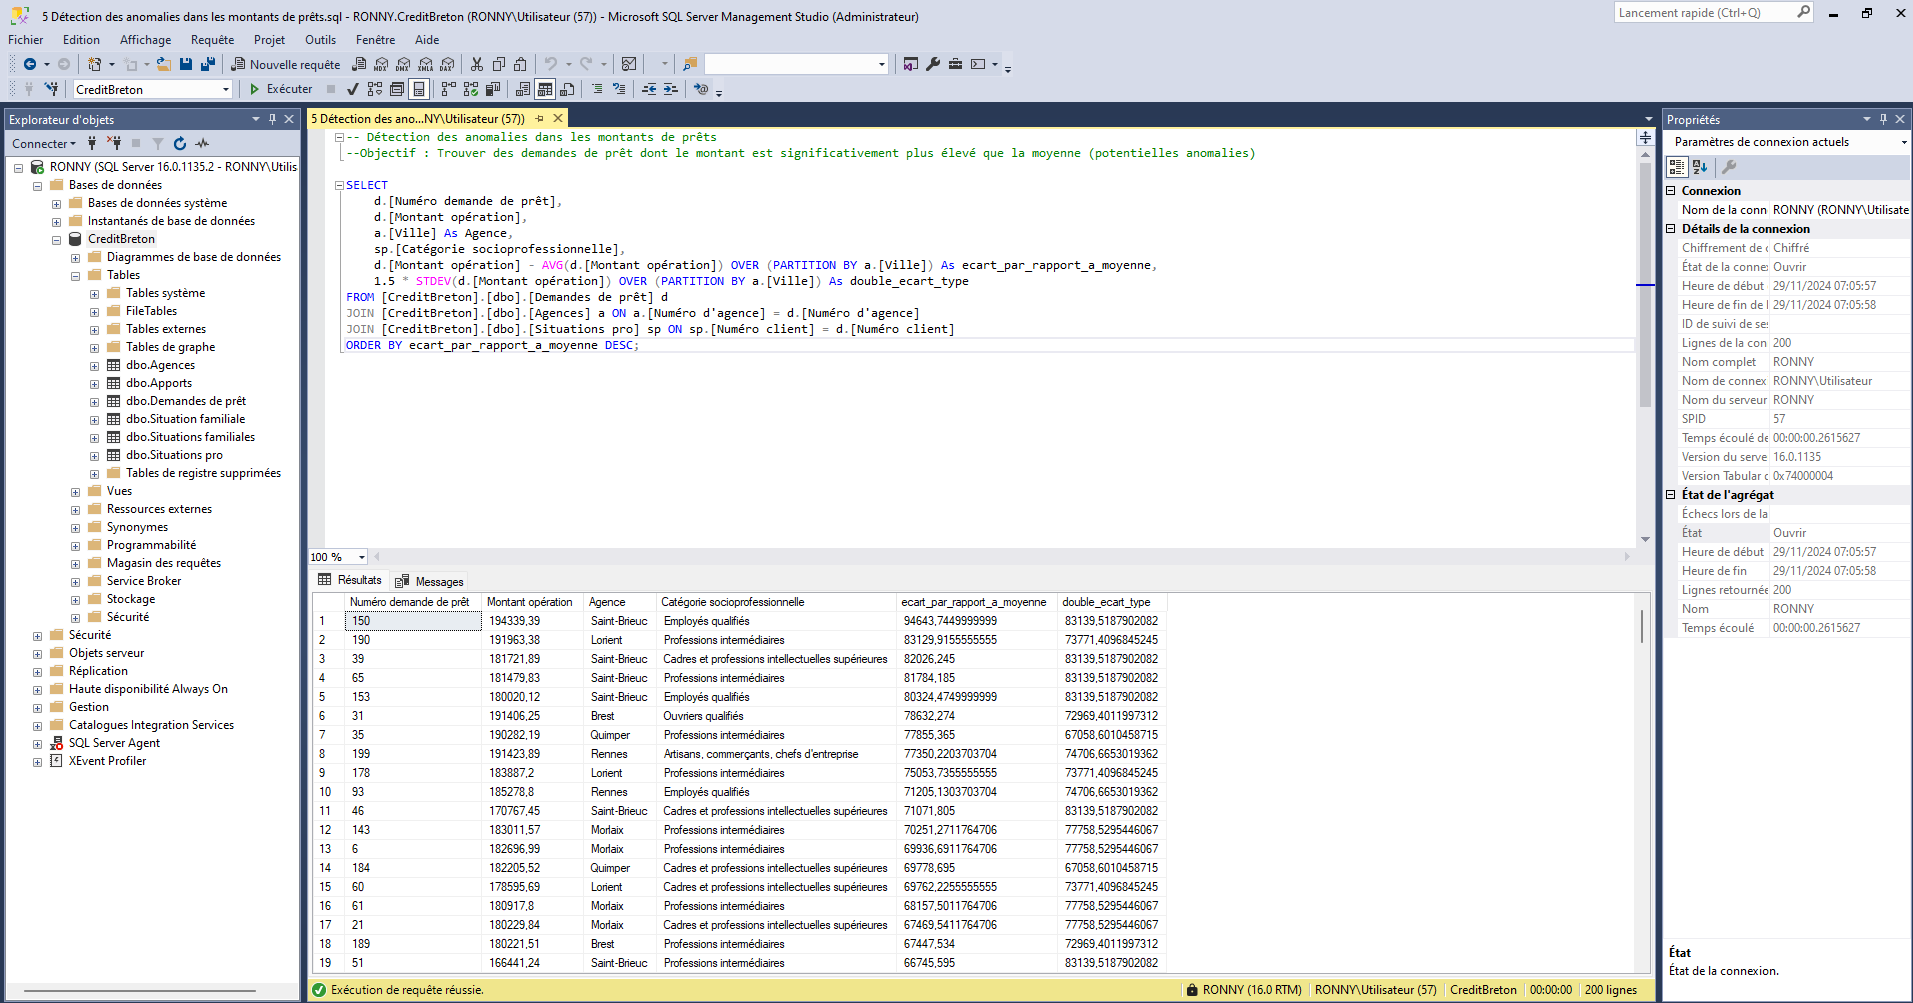 5 Détection des anomalies dans les montants de prêts.sql - RONNY.CreditBreton (RONNY\Utilisateur (57)) - Microsoft SQL Server Management Studio (Administrateur)
Lancement rapide (Ctrl+Q)
Fichier Edition Affichage Requête Projet Outils Fenêtre Aide
Nouvelle requête MDX DMX XMLA DAX
CreditBreton Exécuter
Explorateur d'objets
Connecter
RONNY (SQL Server 16.0.1135.2 - RONNY\Utilis
Bases de données
Bases de données système
Instantanés de base de données
CreditBreton
Diagrammes de base de données
Tables
Tables système
FileTables
Tables externes
Tables de graphe
dbo.Agences
dbo.Apports
dbo.Demandes de prêt
dbo.Situation familiale
dbo.Situations familiales
dbo.Situations pro
Tables de registre supprimées
Vues
Ressources externes
Synonymes
Programmabilité
Magasin des requêtes
Service Broker
Stockage
Sécurité
Sécurité
Objets serveur
Réplication
Haute disponibilité Always On
Gestion
Catalogues Integration Services
SQL Server Agent
XEvent Profiler
5 Détection des ano...NY\Utilisateur (57))
-- Détection des anomalies dans les montants de prêts
--Objectif : Trouver des demandes de prêt dont le montant est significativement plus élevé que la moyenne (potentielles anomalies)
SELECT
d.[Numéro demande de prêt],
d.[Montant opération],
a.[Ville] As Agence,
sp.[Catégorie socioprofessionnelle],
d.[Montant opération] - AVG(d.[Montant opération]) OVER (PARTITION BY a.[Ville]) As ecart_par_rapport_a_moyenne,
1.5 * STDEV(d.[Montant opération]) OVER (PARTITION BY a.[Ville]) As double_ecart_type
FROM [CreditBreton].[dbo].[Demandes de prêt] d
JOIN [CreditBreton].[dbo].[Agences] a ON a.[Numéro d'agence] = d.[Numéro d'agence]
JOIN [CreditBreton].[dbo].[Situations pro] sp ON sp.[Numéro client] = d.[Numéro client]
ORDER BY ecart_par_rapport_a_moyenne DESC;
100 %
Résultats Messages
Numéro demande de prêt Montant opération Agence Catégorie socioprofessionnelle ecart_par_rapport_a_moyenne double_ecart_type
1 150 194339,39 Saint-Brieuc Employés qualifiés 94643,7449999999 83139,5187902082
2 190 191963,38 Lorient Professions intermédiaires 83129,9155555555 73771,4096845245
3 39 181721,89 Saint-Brieuc Cadres et professions intellectuelles supérieures 82026,245 83139,5187902082
4 65 181479,83 Saint-Brieuc Professions intermédiaires 81784,185 83139,5187902082
5 153 180020,12 Saint-Brieuc Employés qualifiés 80324,4749999999 83139,5187902082
6 31 191406,25 Brest Ouvriers qualifiés 78632,274 72969,4011997312
7 35 190282,19 Quimper Professions intermédiaires 77855,365 67058,6010458715
8 199 191423,89 Rennes Artisans, commerçants, chefs d'entreprise 77350,2203703704 74706,6653019362
9 178 183887,2 Lorient Professions intermédiaires 75053,7355555555 73771,4096845245
10 93 185278,8 Rennes Employés qualifiés 71205,1303703704 74706,6653019362
11 46 170767,45 Saint-Brieuc Cadres et professions intellectuelles supérieures 71071,805 83139,5187902082
12 143 183011,57 Morlaix Professions intermédiaires 70251,2711764706 77758,5295446067
13 6 182696,99 Morlaix Professions intermédiaires 69936,6911764706 77758,5295446067
14 184 182205,52 Quimper Cadres et professions intellectuelles supérieures 69778,695 67058,6010458715
15 60 178595,69 Lorient Cadres et professions intellectuelles supérieures 69762,2255555555 73771,4096845245
16 61 180917,8 Morlaix Professions intermédiaires 68157,5011764706 77758,5295446067
17 21 180229,84 Morlaix Cadres et professions intellectuelles supérieures 67469,5411764706 77758,5295446067
18 189 180221,51 Brest Professions intermédiaires 67447,534 72969,4011997312
19 51 166441,24 Saint-Brieuc Professions intermédiaires 66745,595 83139,5187902082
Exécution de requête réussie. RONNY (16.0 RTM) RONNY\Utilisateur (57) CreditBreton 00:00:00 200 lignes
Propriétés
Paramètres de connexion actuels
Connexion
Nom de la conn RONNY (RONNY\Utilisate
Détails de la connexion
Chiffrement de c Chiffré
État de la connex Ouvrir
Heure de début 29/11/2024 07:05:57
Heure de fin de l 29/11/2024 07:05:58
ID de suivi de ses
Lignes de la con 200
Nom complet RONNY
Nom de connex RONNY\Utilisateur
Nom du serveur RONNY
SPID 57
Temps écoulé de 00:00:00.2615627
Version du serve 16.0.1135
Version Tabular c 0x74000004
État de l'agrégat
Échecs lors de la
État Ouvrir
Heure de début 29/11/2024 07:05:57
Heure de fin 29/11/2024 07:05:58
Lignes retournée 200
Nom RONNY
Temps écoulé 00:00:00.2615627
État
État de la connexion.